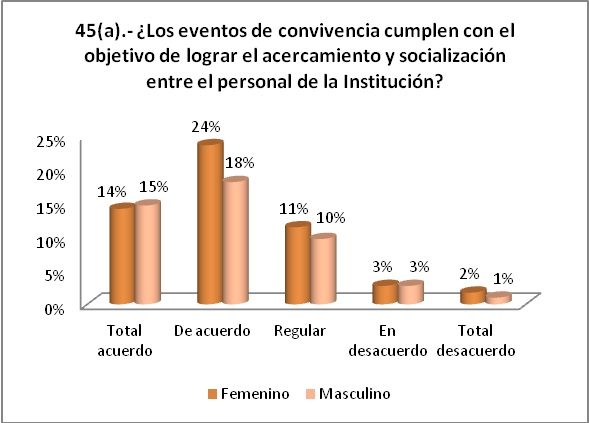 45(a).- ¿Los eventos de convivencia cumplen con el
objetivo de lograr el acercamiento y socialización
entre el personal de la Institución?
25%
20%
15%
10%
5%
0%
14% 15%
24% 18%
11% 10%
3% 3%
2% 1%
Total acuerdo
De acuerdo
Regular
En desacuerdo
Total desacuerdo
Femenino Masculino